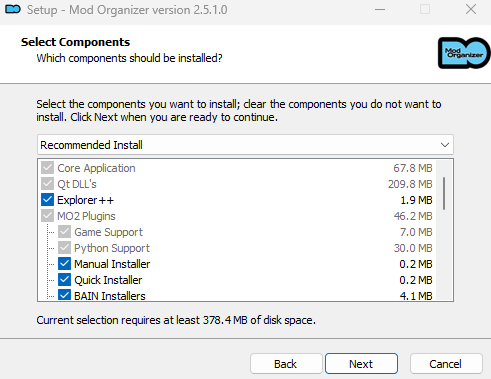 Setup - Mod Organizer version 2.5.1.0
Select Components
Which components should be installed?
Mod
Organizer
Select the components you want to install; clear the components you do not want to
install. Click Next when you are ready to continue.
Recommended Install
Core Application 67.8 MB
Qt DLL's 209.8 MB
Explorer++ 1.9 MB
MO2 Plugins 46.2 MB
Game Support 7.0 MB
Python Support 30.0 MB
Manual Installer 0.2 MB
Quick Installer 0.2 MB
BAIN Installers 4.1 MB
Current selection requires at least 378.4 MB of disk space.
Back Next Cancel